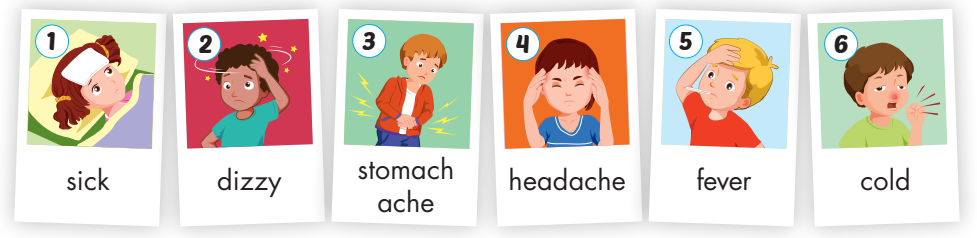 1
2
3
4
5
6
sick
dizzy
stomach
ache
headache
fever
cold